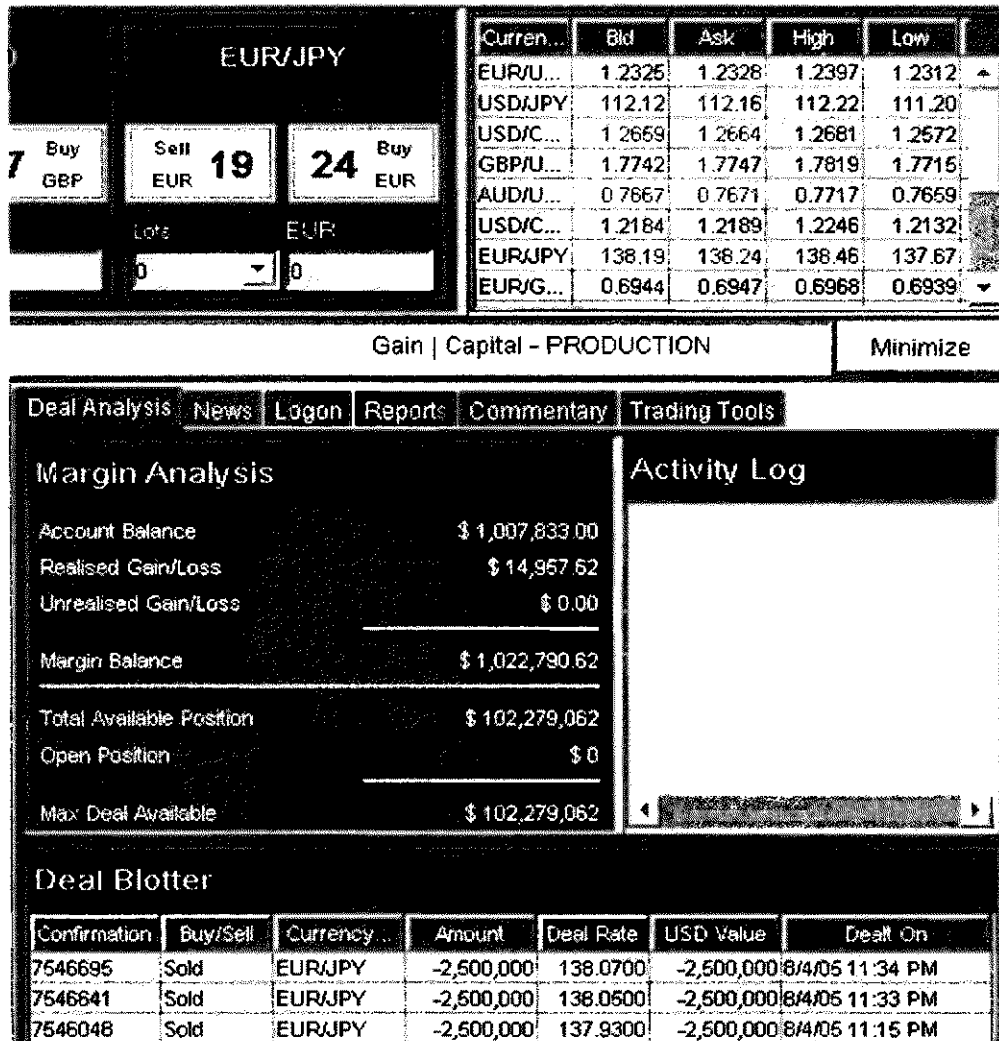 EUR/JPY
7 Buy GBP
Sell EUR 19
24 Buy EUR
Lots EUR
0 0
Curren... Bid Ask High Low
EUR/U... 1.2325 1.2328 1.2397 1.2312
USD/JPY 112.12 112.16 112.22 111.20
USD/C... 1.2659 1.2664 1.2681 1.2572
GBP/U... 1.7742 1.7747 1.7819 1.7715
AUD/U... 0.7667 0.7671 0.7717 0.7659
USD/C... 1.2184 1.2189 1.2246 1.2132
EUR/JPY 138.19 138.24 138.46 137.67
EUR/G... 0.6944 0.6947 0.6968 0.6939
Gain | Capital - PRODUCTION Minimize
Deal Analysis News Logon Reports Commentary Trading Tools
Margin Analysis
Account Balance $ 1,007,833.00
Realised Gain/Loss $ 14,957.62
Unrealised Gain/Loss $ 0.00
Margin Balance $ 1,022,790.62
Total Available Position $ 102,279,062
Open Position $ 0
Max Deal Available $ 102,279,062
Activity Log
Deal Blotter
Confirmation Buy/Sell Currency... Amount Deal Rate USD Value Dealt On
7546695 Sold EUR/JPY -2,500,000 138.0700 -2,500,000 8/4/05 11:34 PM
7546641 Sold EUR/JPY -2,500,000 138.0500 -2,500,000 8/4/05 11:33 PM
7546048 Sold EUR/JPY -2,500,000 137.9300 -2,500,000 8/4/05 11:15 PM